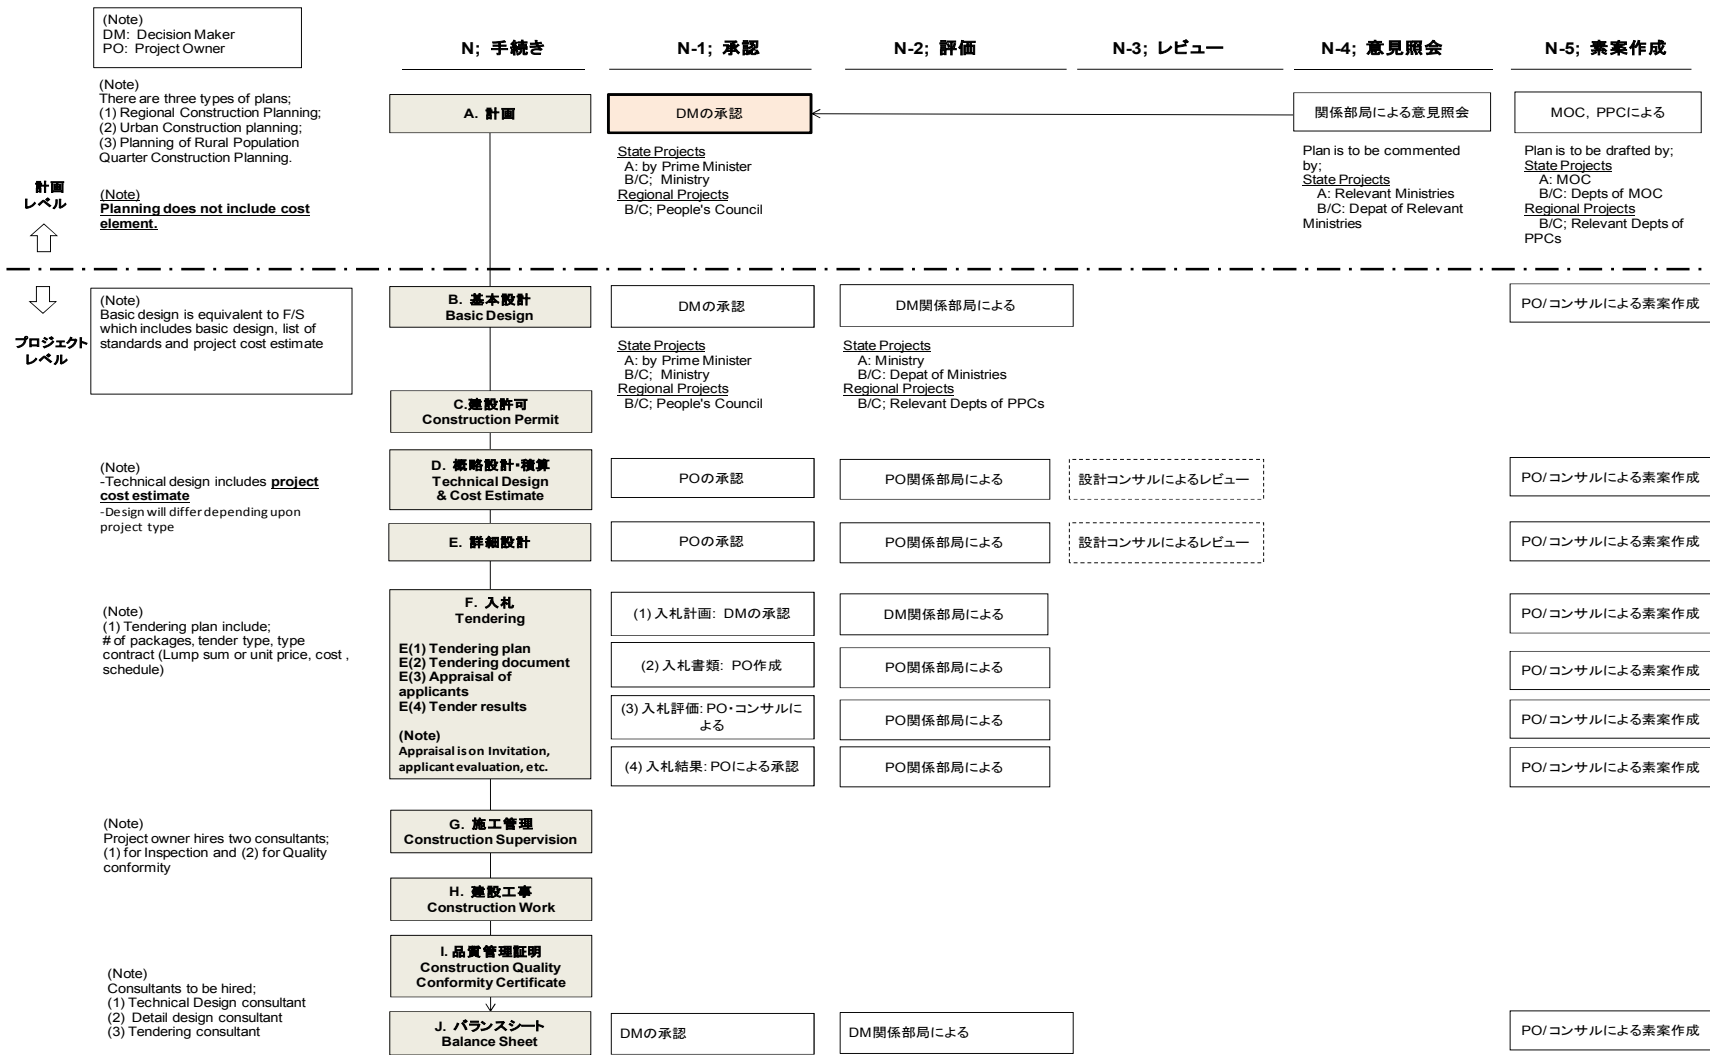 (Note)
DM: Decision Maker
PO: Project Owner
N; 手続き
N-1; 承認
N-2; 評価
N-3; レビュー
N-4; 意見照会
N-5; 素案作成
(Note)
There are three types of plans;
(1) Regional Construction Planning;
(2) Urban Construction planning;
(3) Planning of Rural Population
Quarter Construction Planning.
(Note)
Planning does not include cost
element.
計画
レベル
A. 計画
DMの承認
State Projects
A: by Prime Minister
B/C; Ministry
Regional Projects
B/C; People's Council
関係部局による意見照会
Plan is to be commented
by;
State Projects
A: Relevant Ministries
B/C: Depat of Relevant
Ministries
MOC, PPCによる
Plan is to be drafted by;
State Projects
A: MOC
B/C: Depts of MOC
Regional Projects
B/C; Relevant Depts of
PPCs
プロジェクト
レベル
(Note)
Basic design is equivalent to F/S
which includes basic design, list of
standards and project cost estimate
B. 基本設計
Basic Design
DMの承認
State Projects
A: by Prime Minister
B/C; Ministry
Regional Projects
B/C; People's Council
DM関係部局による
State Projects
A: Ministry
B/C: Depat of Ministries
Regional Projects
B/C; Relevant Depts of PPCs
PO/コンサルによる素案作成
C.建設許可
Construction Permit
(Note)
-Technical design includes project
cost estimate
-Design will differ depending upon
project type
D. 概略設計・積算
Technical Design
& Cost Estimate
POの承認
PO関係部局による
設計コンサルによるレビュー
PO/コンサルによる素案作成
E. 詳細設計
POの承認
PO関係部局による
設計コンサルによるレビュー
PO/コンサルによる素案作成
(Note)
(1) Tendering plan include;
# of packages, tender type, type
contract (Lump sum or unit price, cost ,
schedule)
F. 入札
Tendering
E(1) Tendering plan
E(2) Tendering document
E(3) Appraisal of
applicants
E(4) Tender results
(Note)
Appraisal is on Invitation,
applicant evaluation, etc.
(1) 入札計画: DMの承認
DM関係部局による
PO/コンサルによる素案作成
(2) 入札書類: PO作成
PO関係部局による
PO/コンサルによる素案作成
(3) 入札評価: PO・コンサルに
よる
PO関係部局による
PO/コンサルによる素案作成
(4) 入札結果: POによる承認
PO関係部局による
PO/コンサルによる素案作成
(Note)
Project owner hires two consultants;
(1) for Inspection and (2) for Quality
conformity
G. 施工管理
Construction Supervision
H. 建設工事
Construction Work
I. 品質管理証明
Construction Quality
Conformity Certificate
(Note)
Consultants to be hired;
(1) Technical Design consultant
(2) Detail design consultant
(3) Tendering consultant
J. バランスシート
Balance Sheet
DMの承認
DM関係部局による
PO/コンサルによる素案作成